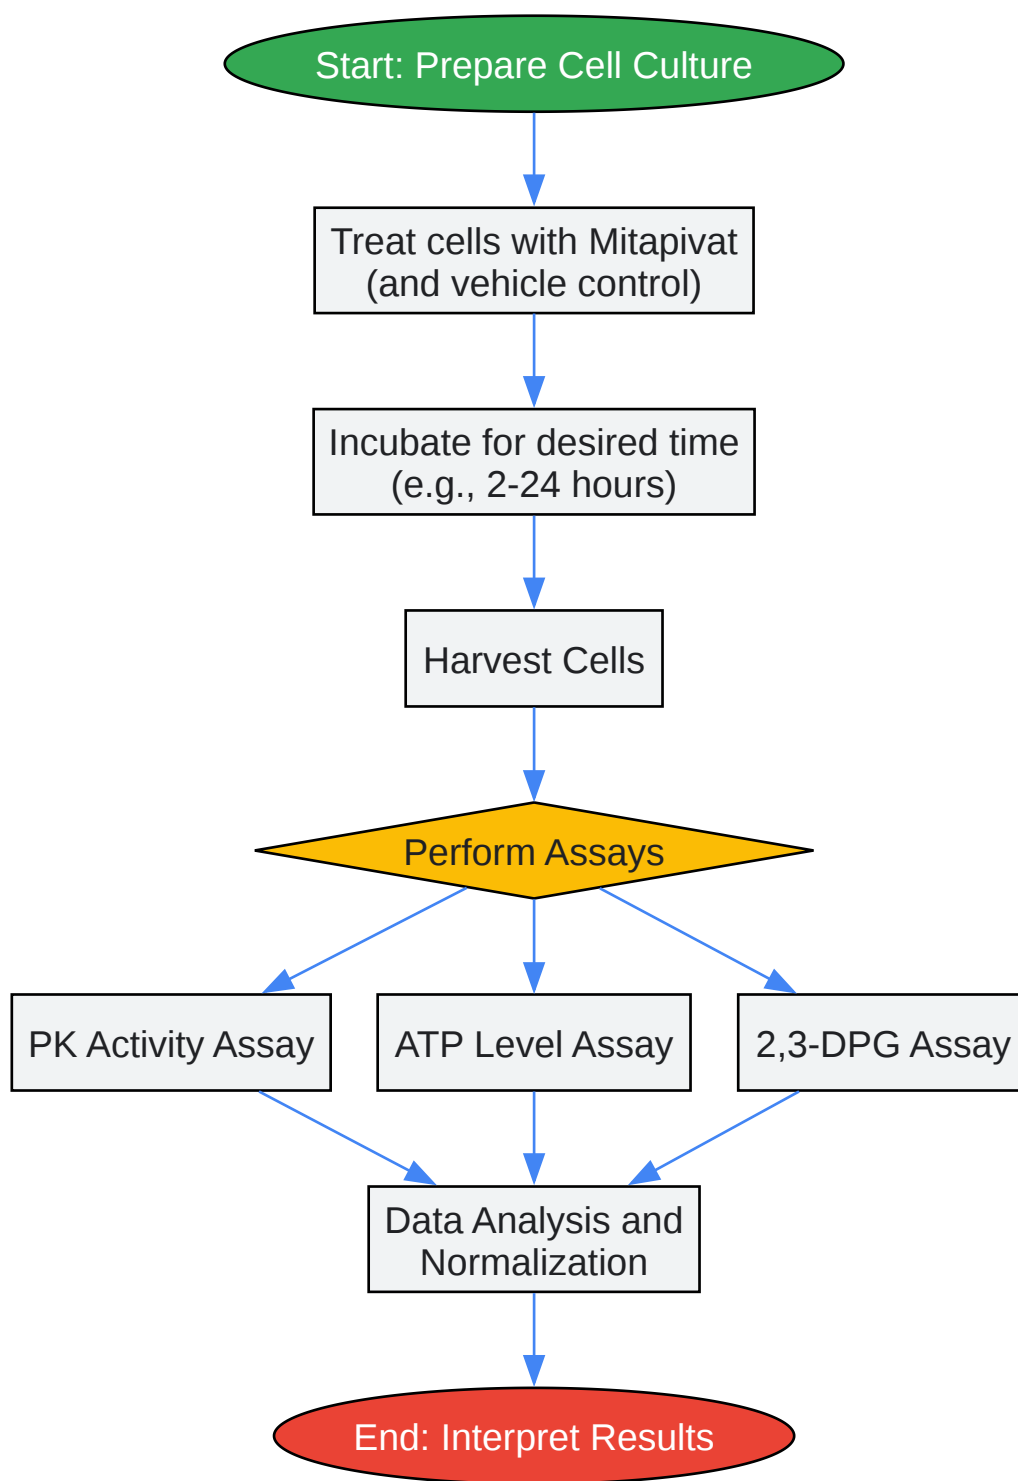 Start: Prepare Cell Culture
Treat cells with Mitapivat
(and vehicle control)
Incubate for desired time
(e.g., 2-24 hours)
Harvest Cells
Perform Assays
PK Activity Assay
ATP Level Assay
2,3-DPG Assay
Data Analysis and
Normalization
End: Interpret Results